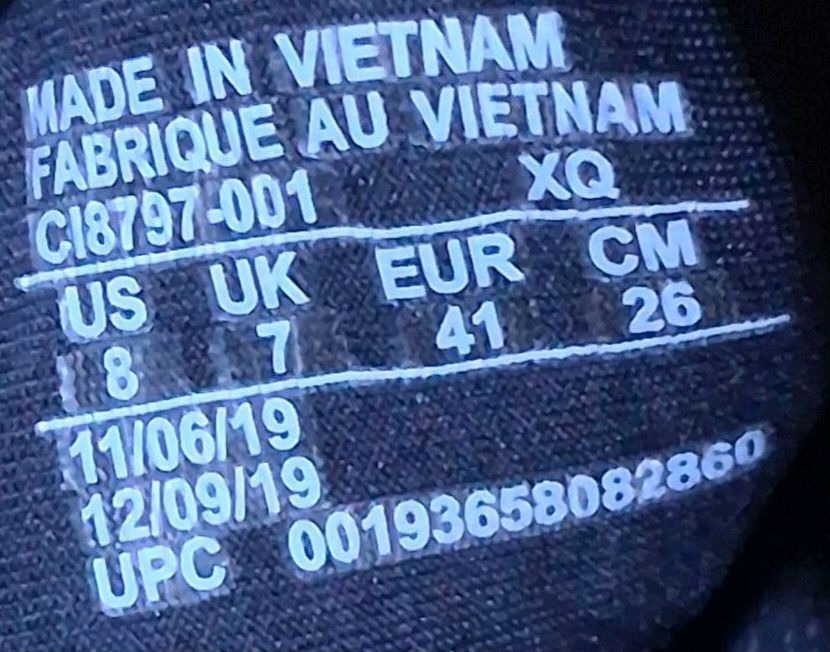 MADE IN VIETNAM
FABRIQUE AU VIETNAM
CI8797-001 XQ
US UK EUR CM
8 7 41 26
11/06/19
12/09/19
UPC 00193658082860